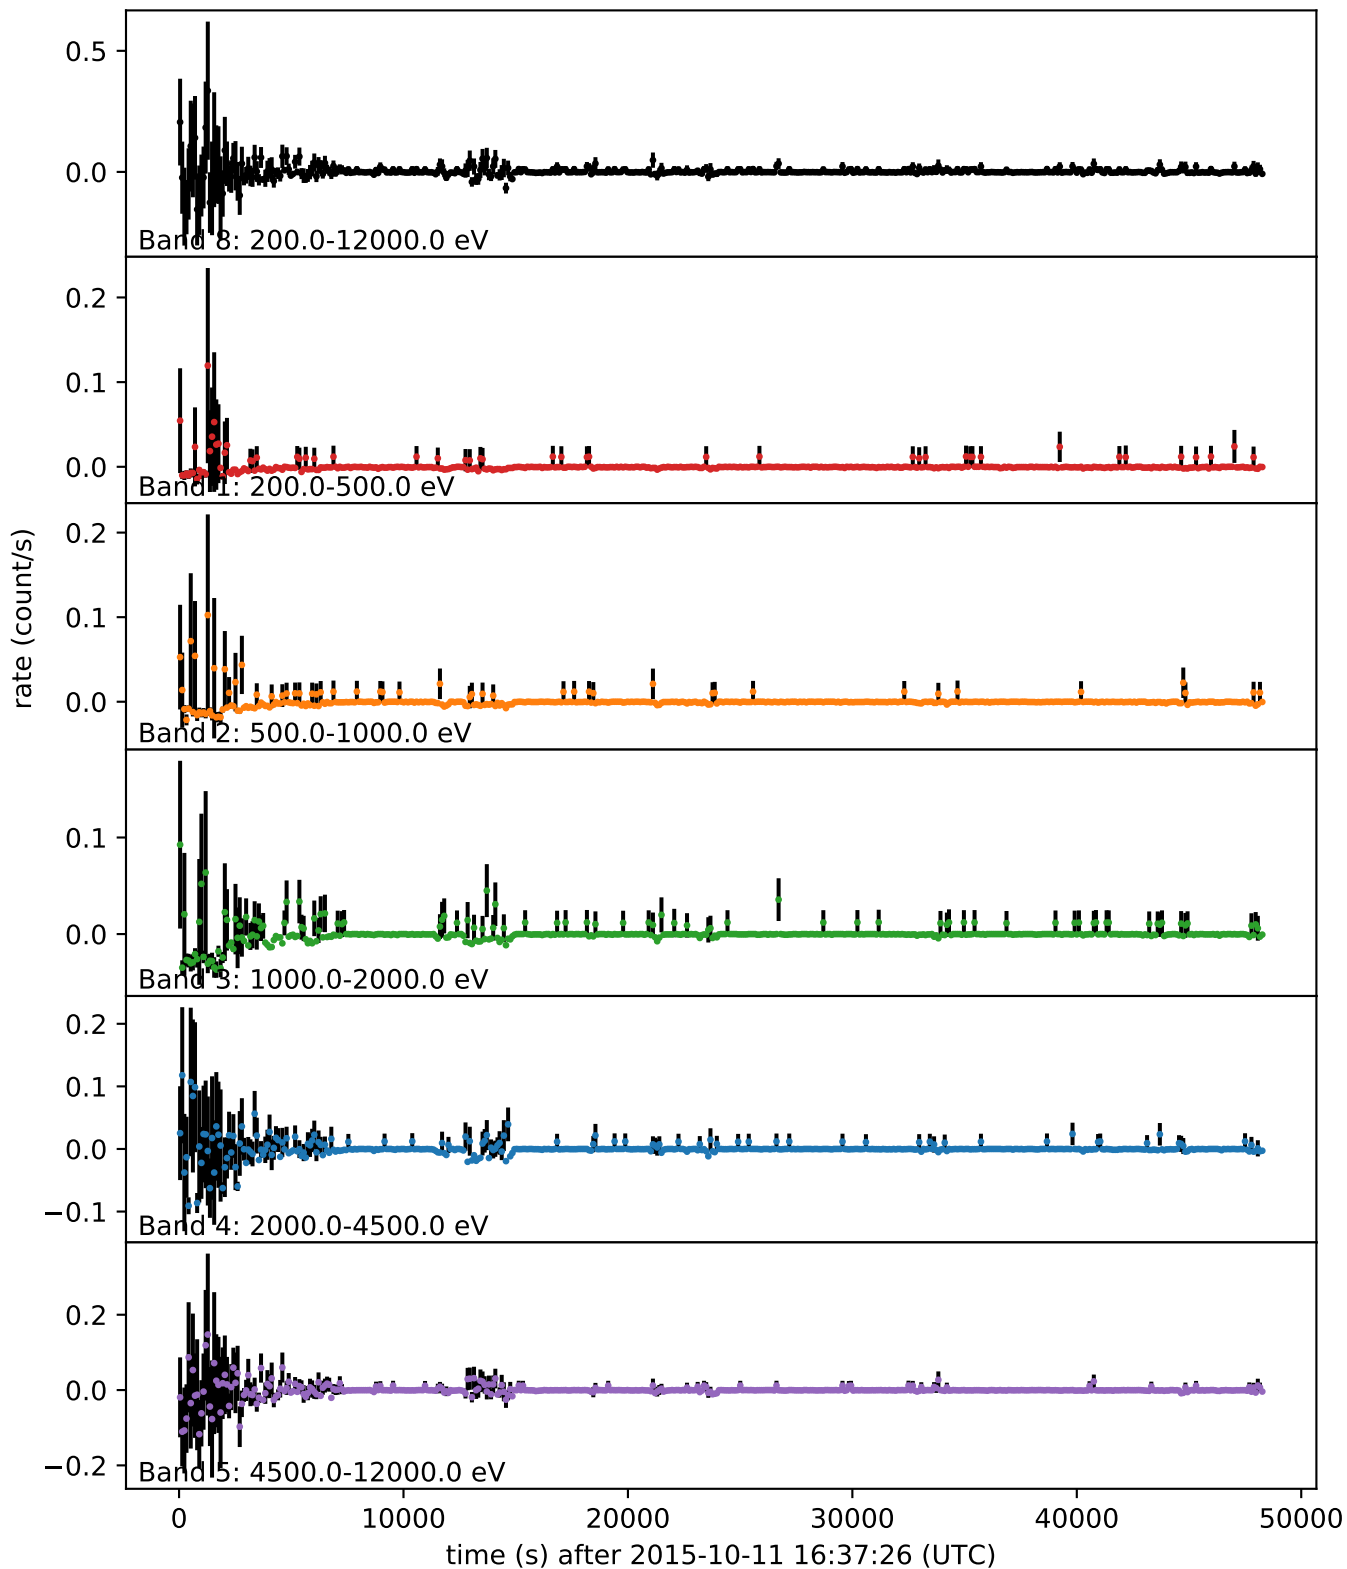 0.5
0.0
Band 8: 200.0-12000.0 eV
0.2
0.1
0.0
Band 1: 200.0-500.0 eV
0.2
0.1
0.0
Band 2: 500.0-1000.0 eV
rate (count/s)
0.1
0.0
Band 3: 1000.0-2000.0 eV
0.2
0.1
0.0
−0.1
Band 4: 2000.0-4500.0 eV
0.2
0.0
−0.2
Band 5: 4500.0-12000.0 eV
0 10000 20000 30000 40000 50000
time (s) after 2015-10-11 16:37:26 (UTC)